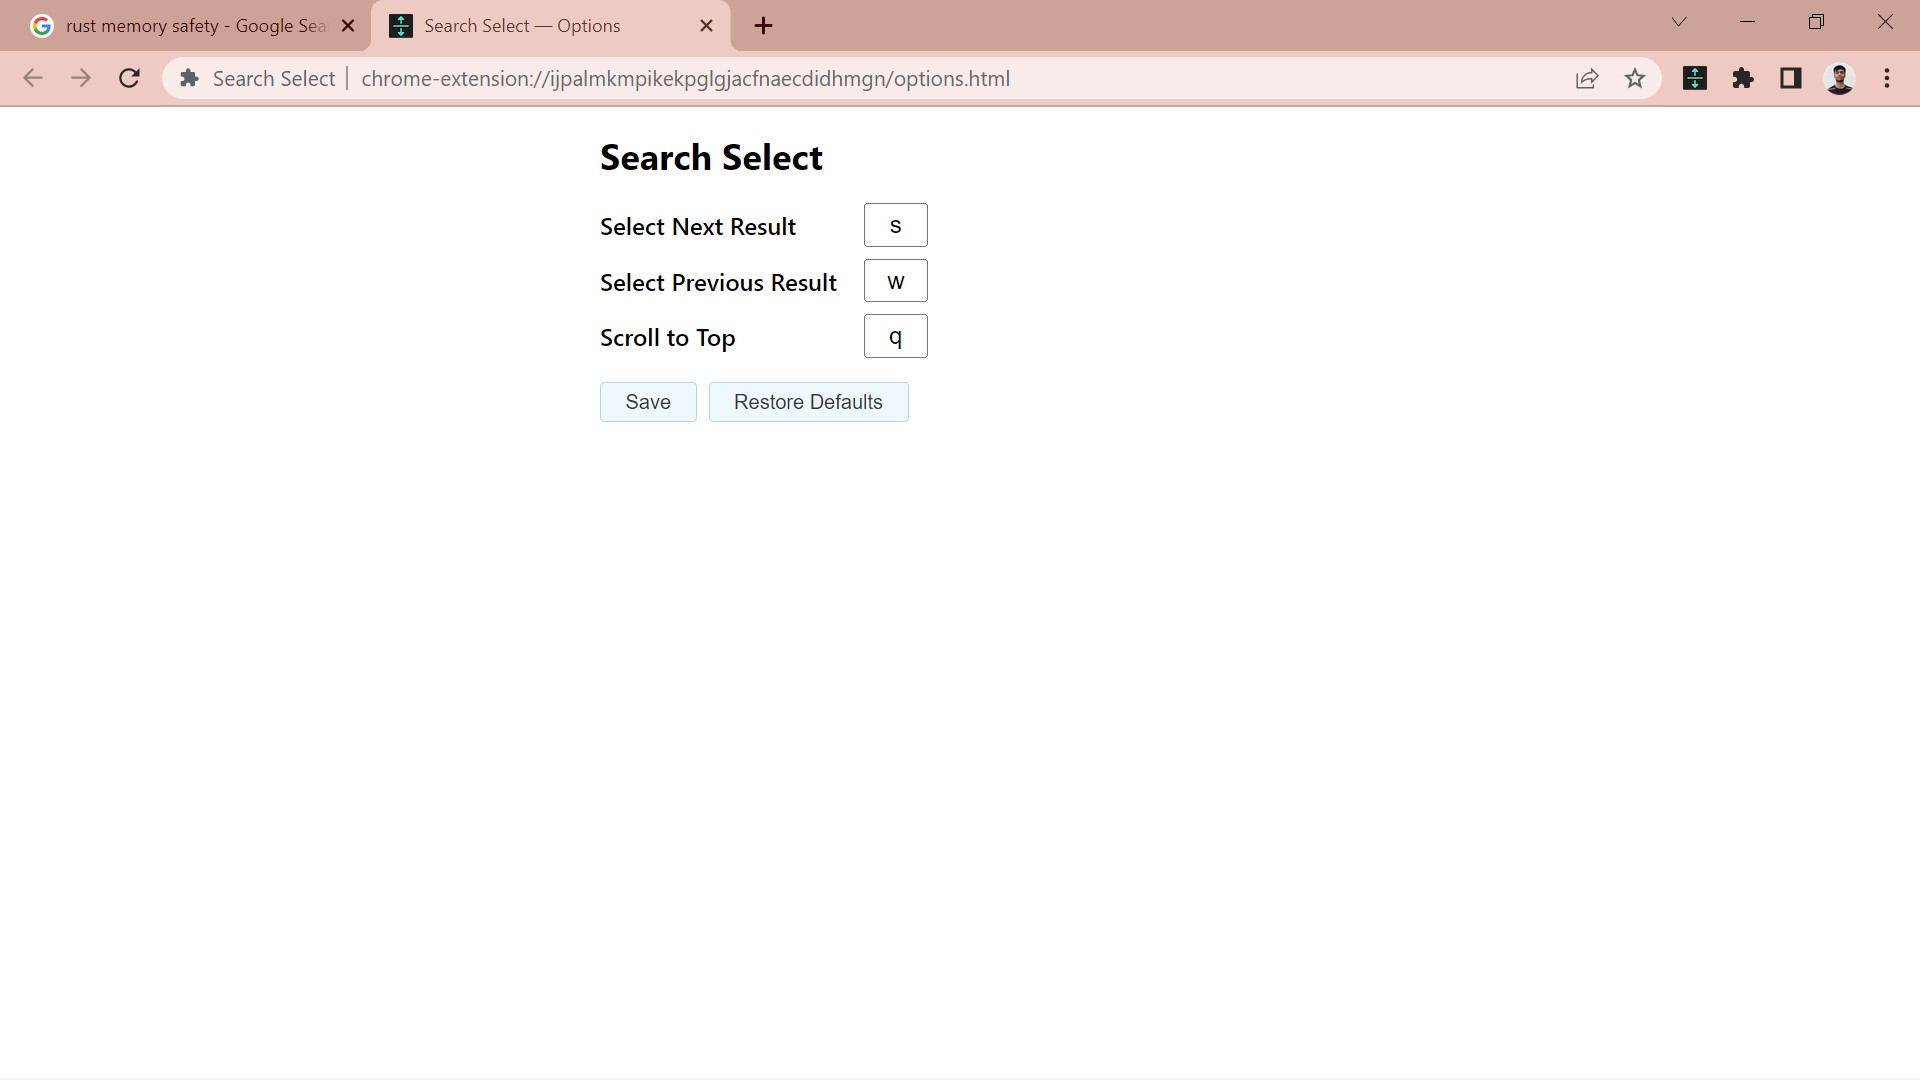 rust memory safety - Google Sea
Search Select — Options
Search Select | chrome-extension://ijpalmkmpikekpglgjacfnaecdidhmgn/options.html
Search Select
Select Next Result s
Select Previous Result w
Scroll to Top q
Save Restore Defaults